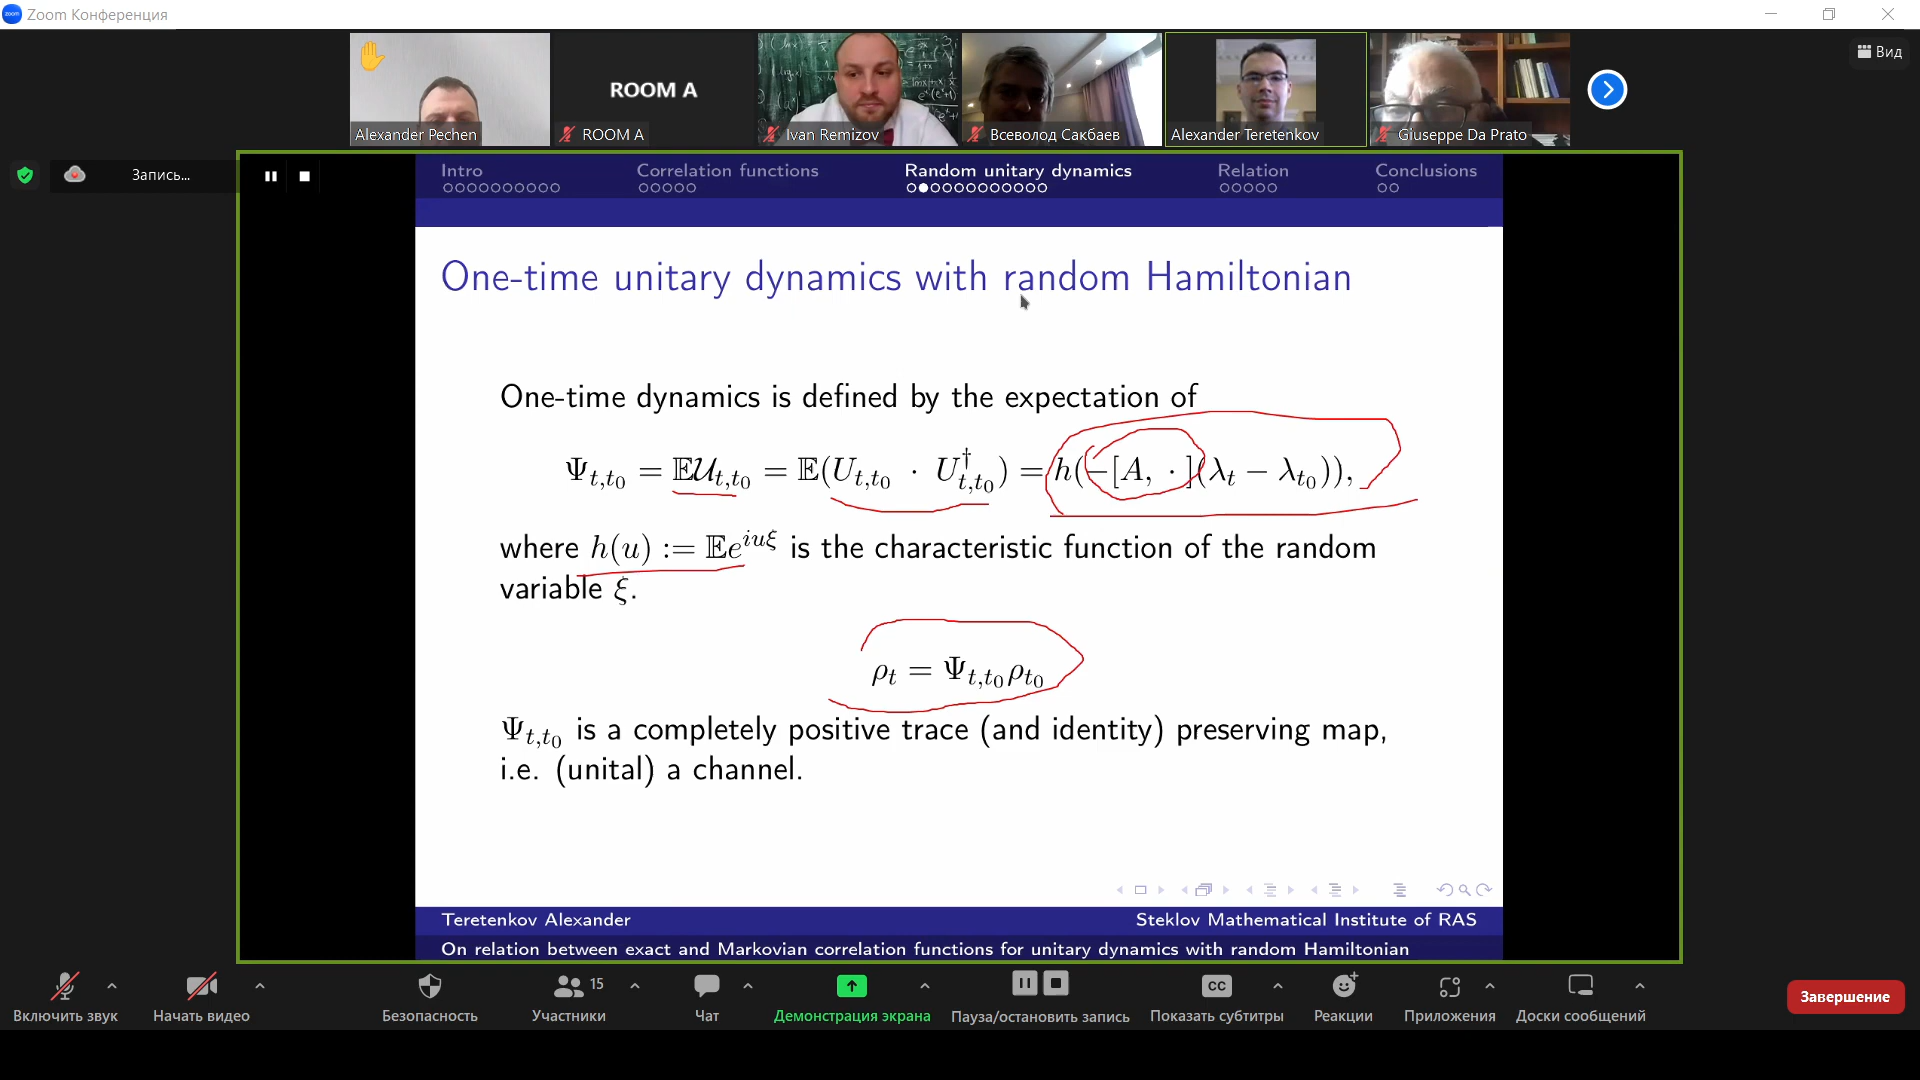 zoom Zoom Конференция
Вид
Alexander Pechen
ROOM A
ROOM A
Ivan Remizov
Всеволод Сакбаев
Alexander Teretenkov
Giuseppe Da Prato
Запись...
Intro Correlation functions Random unitary dynamics Relation Conclusions
One-time unitary dynamics with random Hamiltonian
One-time dynamics is defined by the expectation of
Ψ_{t,t_0} = 𝔼𝒰_{t,t_0} = 𝔼(U_{t,t_0} · U^†_{t,t_0}) = h(−[A, · ](λ_t − λ_{t_0})),
where h(u) := 𝔼e^{iuξ} is the characteristic function of the random
variable ξ.
ρ_t = Ψ_{t,t_0}ρ_{t_0}
Ψ_{t,t_0} is a completely positive trace (and identity) preserving map,
i.e. (unital) a channel.
Teretenkov Alexander Steklov Mathematical Institute of RAS
On relation between exact and Markovian correlation functions for unitary dynamics with random Hamiltonian
15
CC
Включить звук Начать видео Безопасность Участники Чат Демонстрация экрана Пауза/остановить запись Показать субтитры Реакции Приложения Доски сообщений Завершение